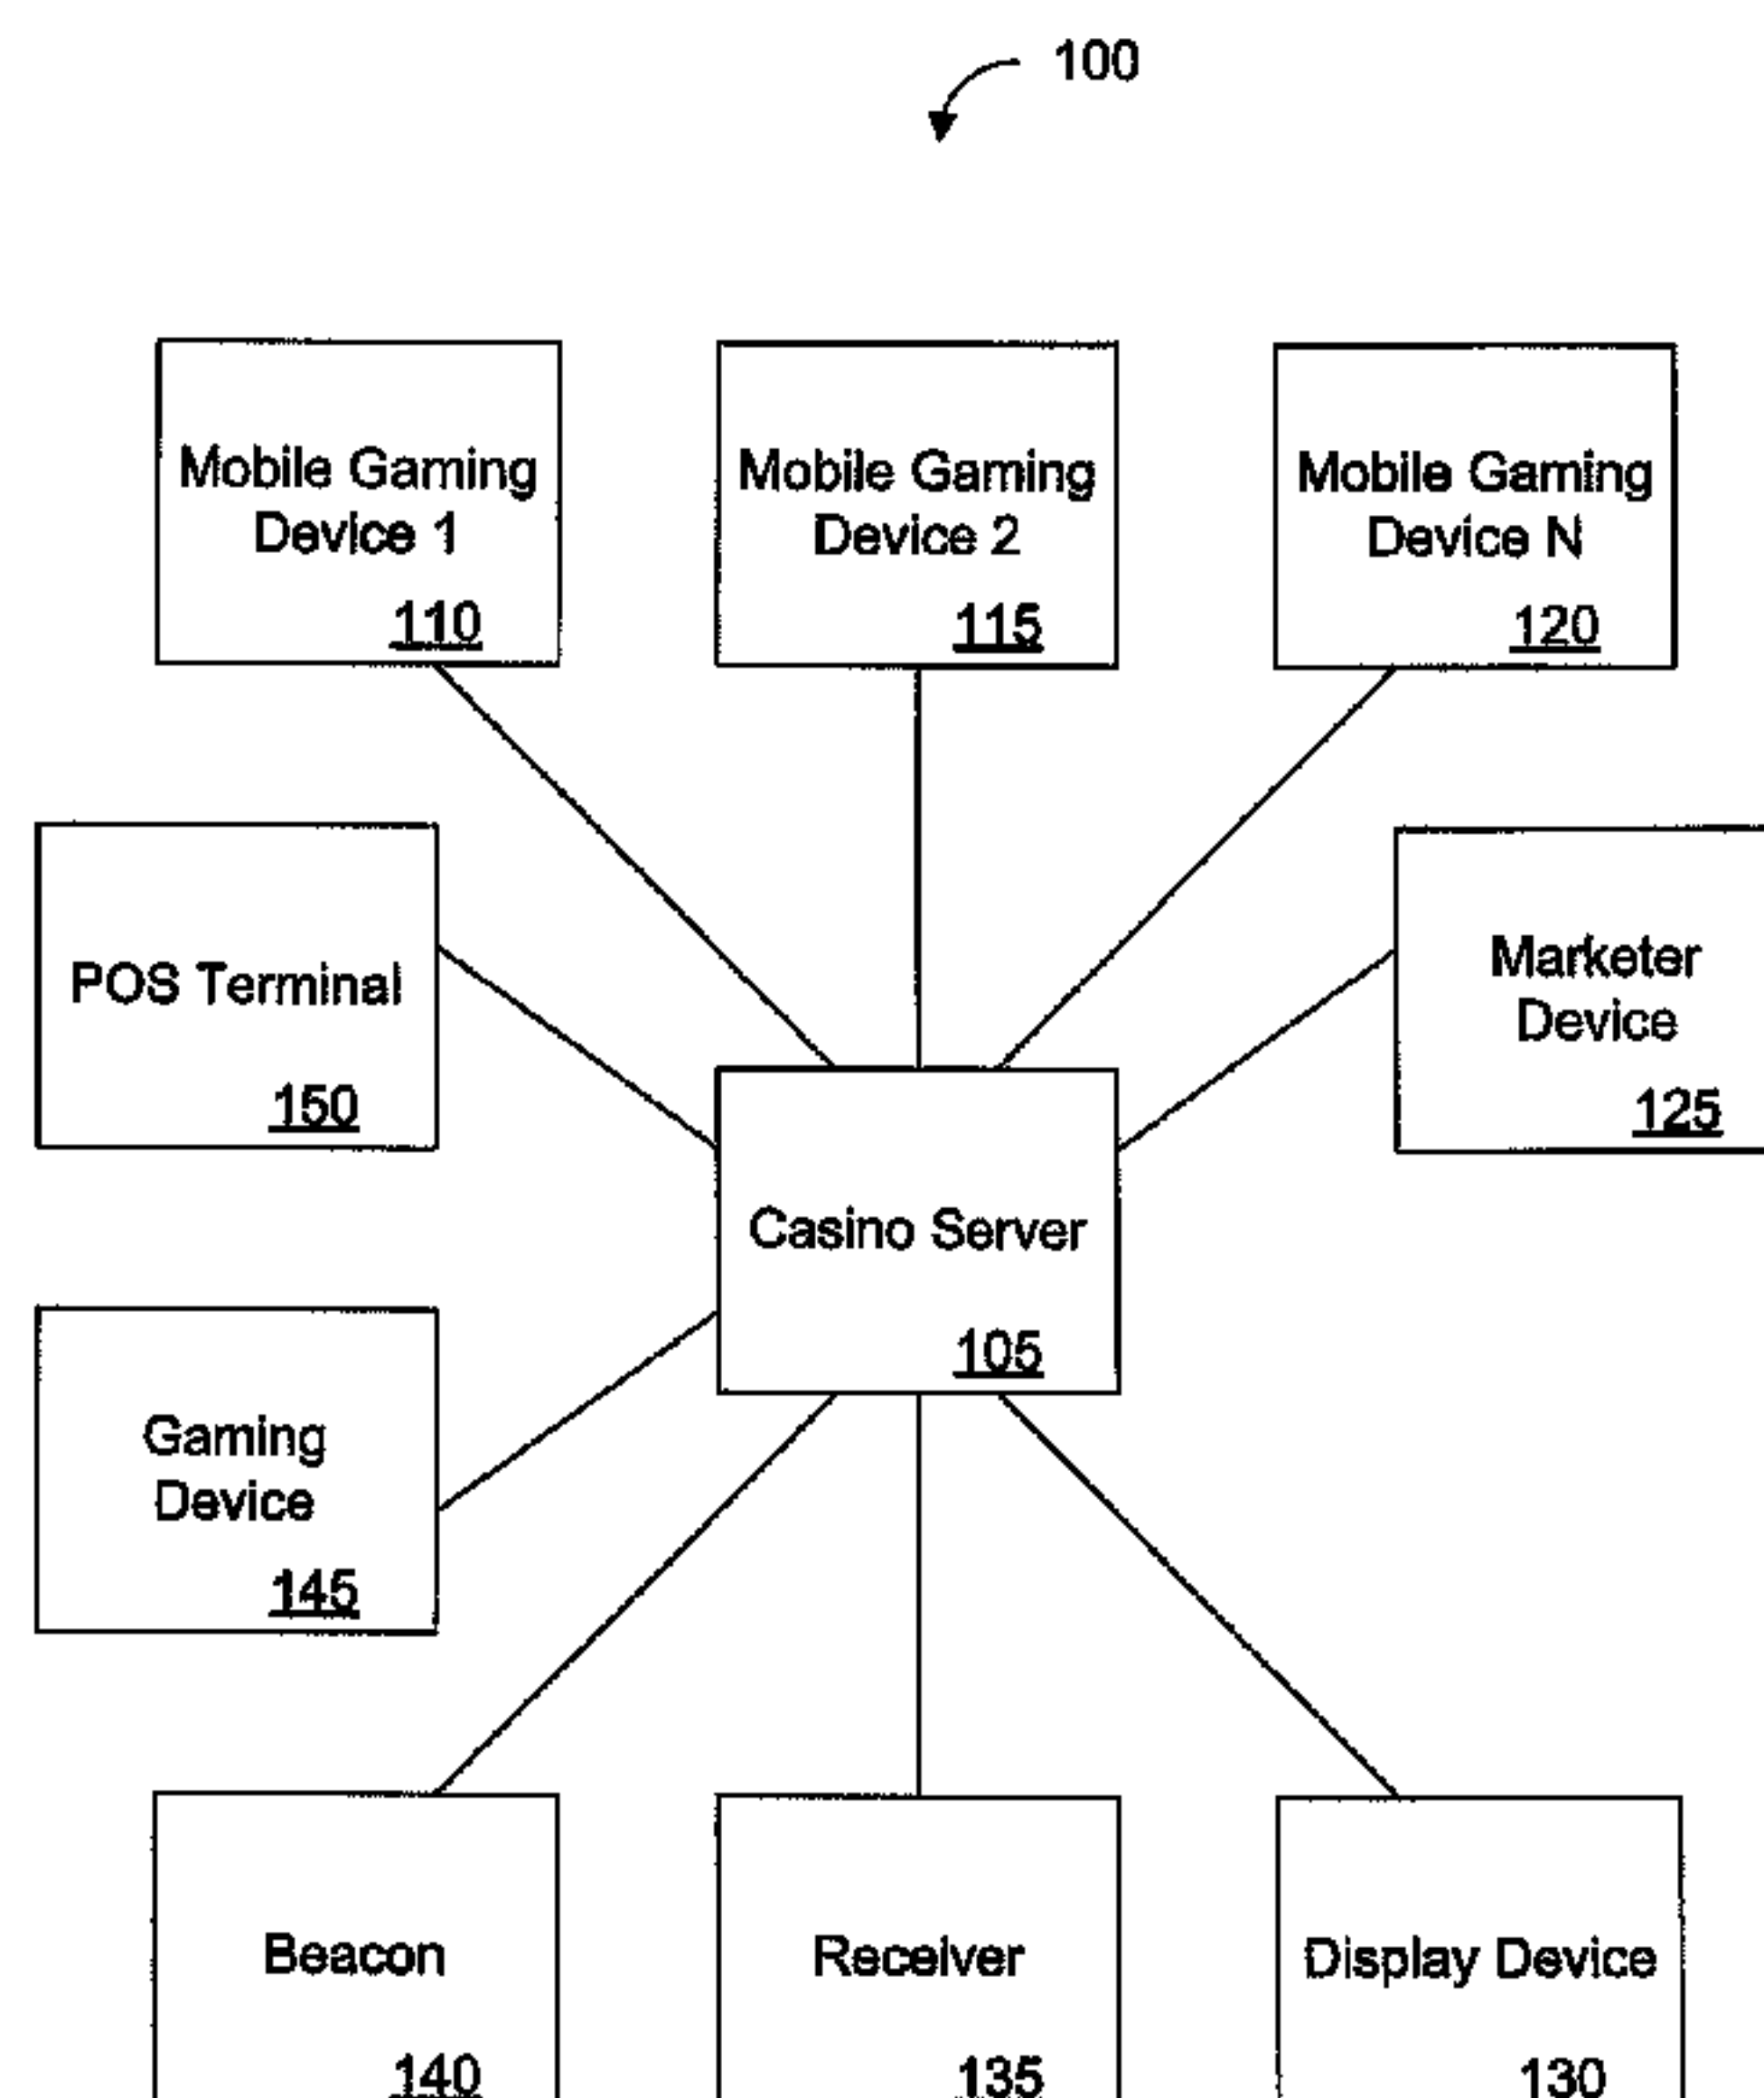 100
Mobile Gaming
Device 1
110
Mobile Gaming
Device 2
115
Mobile Gaming
Device N
120
POS Terminal
150
Marketer
Device
125
Casino Server
105
Gaming
Device
145
Beacon
140
Receiver
135
Display Device
130